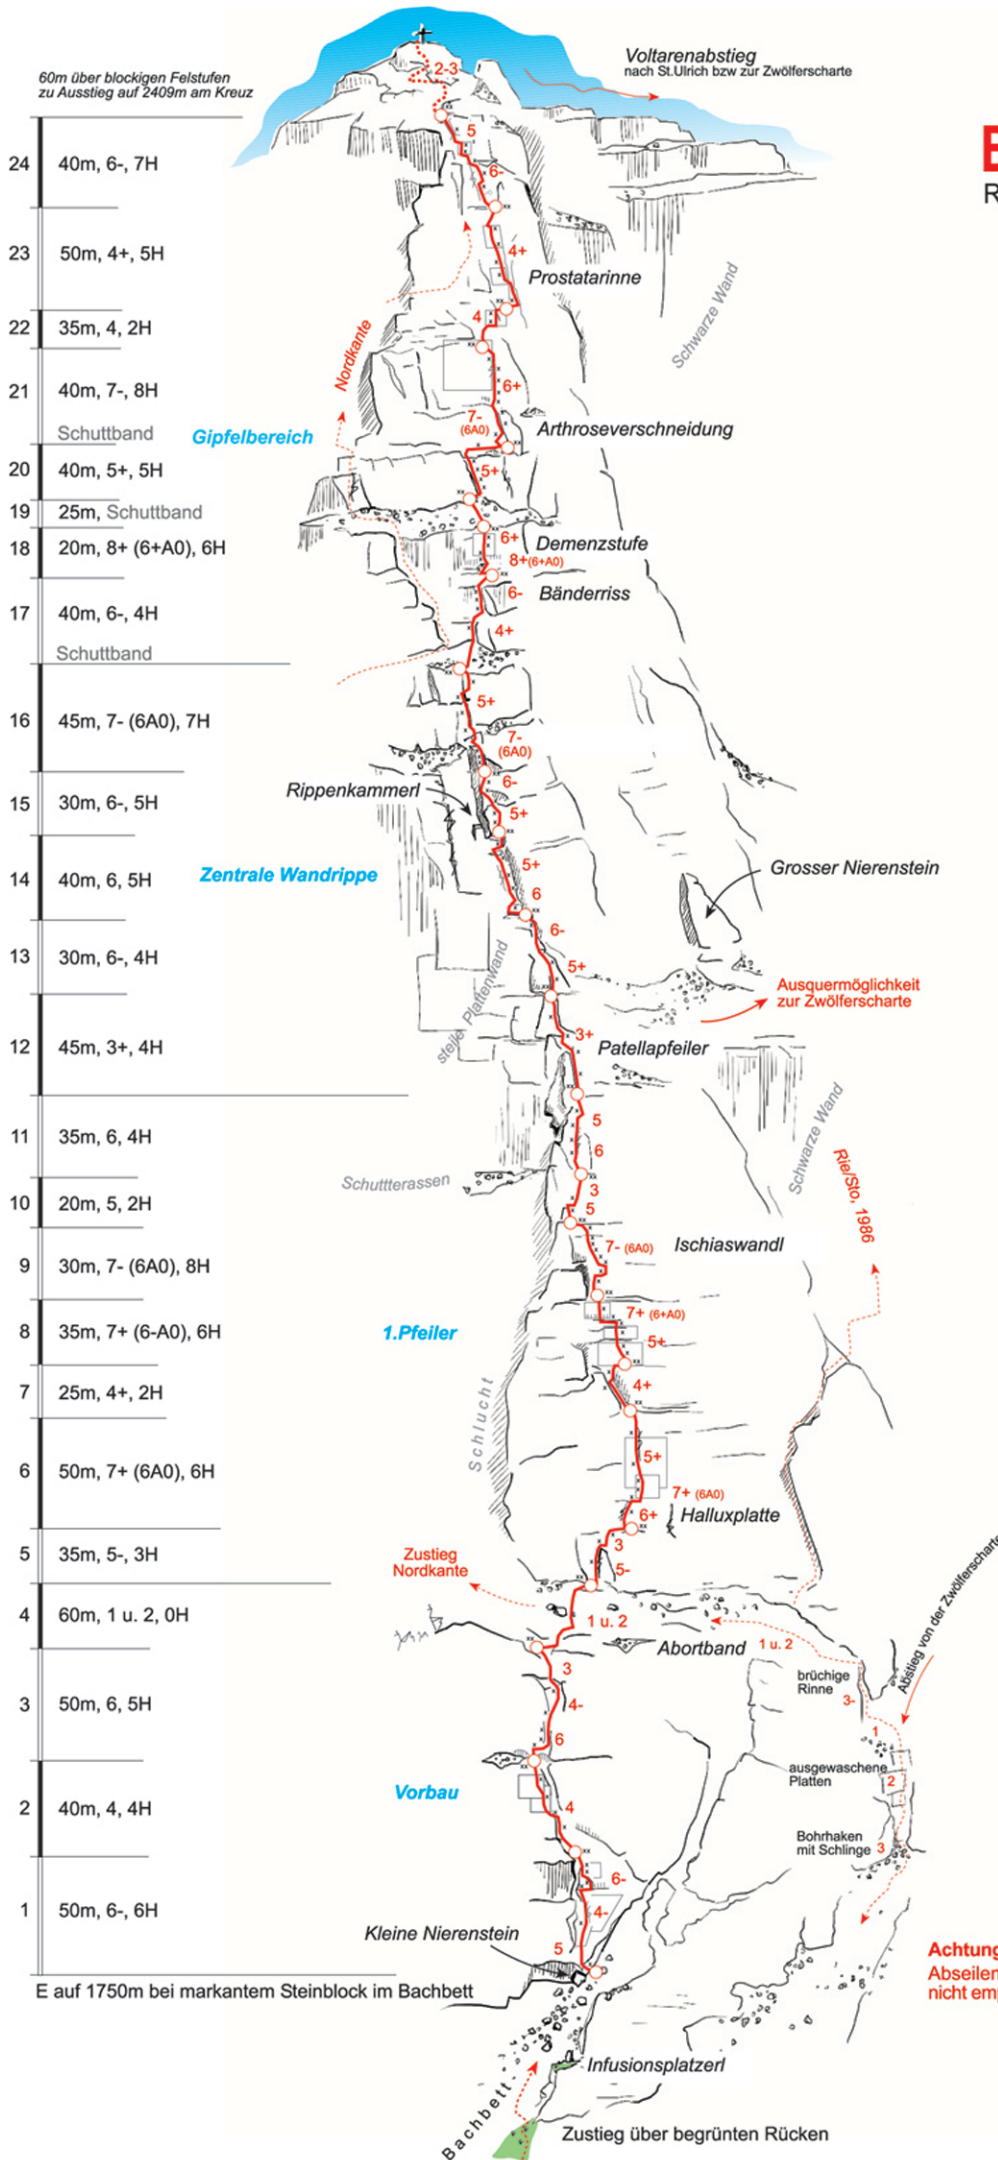 Voltarenabstieg
nach St.Ulrich bzw zur Zwölferscharte
60m über blockigen Felstufen
zu Ausstieg auf 2409m am Kreuz
2-3
5
24 40m, 6-, 7H
6-
23 50m, 4+, 5H
4+
Prostatarinne
Schwarze Wand
22 35m, 4, 2H
4
Nordkante
21 40m, 7-, 8H
6+
7-
(6A0)
Schuttband
Gipfelbereich
Arthroseverschneidung
20 40m, 5+, 5H
5+
19 25m, Schuttband
18 20m, 8+ (6+A0), 6H
6+
Demenzstufe
8+(6+A0)
6-
Bänderriss
17 40m, 6-, 4H
4+
Schuttband
16 45m, 7- (6A0), 7H
5+
7-
(6A0)
Rippenkammerl
6-
15 30m, 6-, 5H
5+
5+
14 40m, 6, 5H
Zentrale Wandrippe
Grosser Nierenstein
6
6-
13 30m, 6-, 4H
5+
steile Plattenwand
Ausquermöglichkeit
zur Zwölferscharte
12 45m, 3+, 4H
3+
Patellapfeiler
Schwarze Wand
5
11 35m, 6, 4H
6
Rie/Sto, 1986
Schuttterassen
3
10 20m, 5, 2H
5
Ischiaswandl
7- (6A0)
9 30m, 7- (6A0), 8H
7+ (6+A0)
8 35m, 7+ (6-A0), 6H
1.Pfeiler
5+
7 25m, 4+, 2H
4+
Schlucht
6 50m, 7+ (6A0), 6H
5+
7+ (6A0)
6+
Halluxplatte
5 35m, 5-, 3H
3
5-
Zustieg
Nordkante
4 60m, 1 u. 2, 0H
1 u. 2
Abortband
1 u. 2
Abstieg von der Zwölferscharte
3
brüchige
Rinne
3-
3 50m, 6, 5H
4-
1
6
ausgewaschene
Platten
2
Vorbau
2 40m, 4, 4H
4
Bohrhaken
mit Schlinge
3
6-
1 50m, 6-, 6H
4-
Kleine Nierenstein
5
Achtung
Abseilen
nicht
E auf 1750m bei markantem Steinblock im Bachbett
Infusionsplatzerl
Bachbett
Zustieg über begrünten Rücken